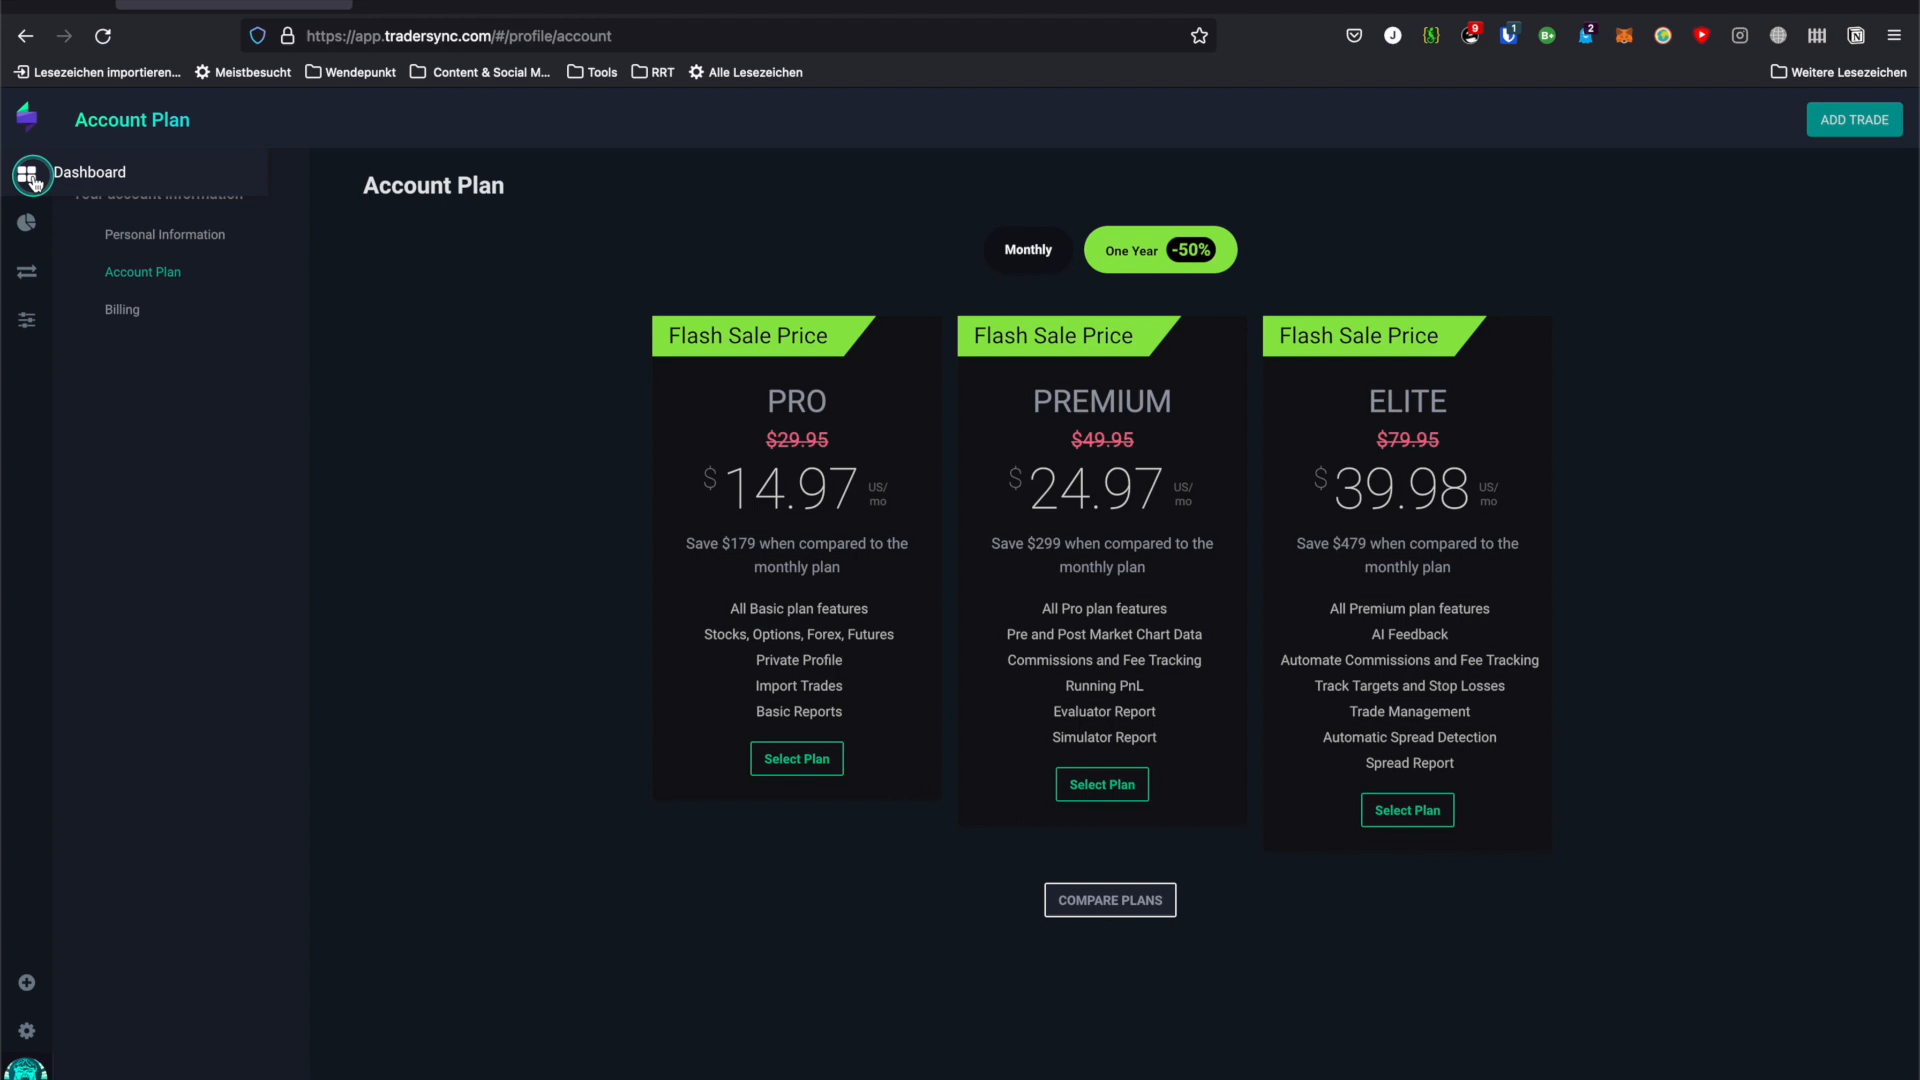 https://app.tradersync.com/#/profile/account
9
1
2
J
B+
Lesezeichen importieren...
Meistbesucht
Wendepunkt
Content & Social M...
Tools
RRT
Alle Lesezeichen
Weitere Lesezeichen
Account Plan
ADD TRADE
Dashboard
Your account information
Personal Information
Account Plan
Billing
Account Plan
Monthly
One Year -50%
Flash Sale Price
PRO
$29.95
$14.97 US/
mo
Save $179 when compared to the
monthly plan
All Basic plan features
Stocks, Options, Forex, Futures
Private Profile
Import Trades
Basic Reports
Select Plan
Flash Sale Price
PREMIUM
$49.95
$24.97 US/
mo
Save $299 when compared to the
monthly plan
All Pro plan features
Pre and Post Market Chart Data
Commissions and Fee Tracking
Running PnL
Evaluator Report
Simulator Report
Select Plan
Flash Sale Price
ELITE
$79.95
$39.98 US/
mo
Save $479 when compared to the
monthly plan
All Premium plan features
AI Feedback
Automate Commissions and Fee Tracking
Track Targets and Stop Losses
Trade Management
Automatic Spread Detection
Spread Report
Select Plan
COMPARE PLANS